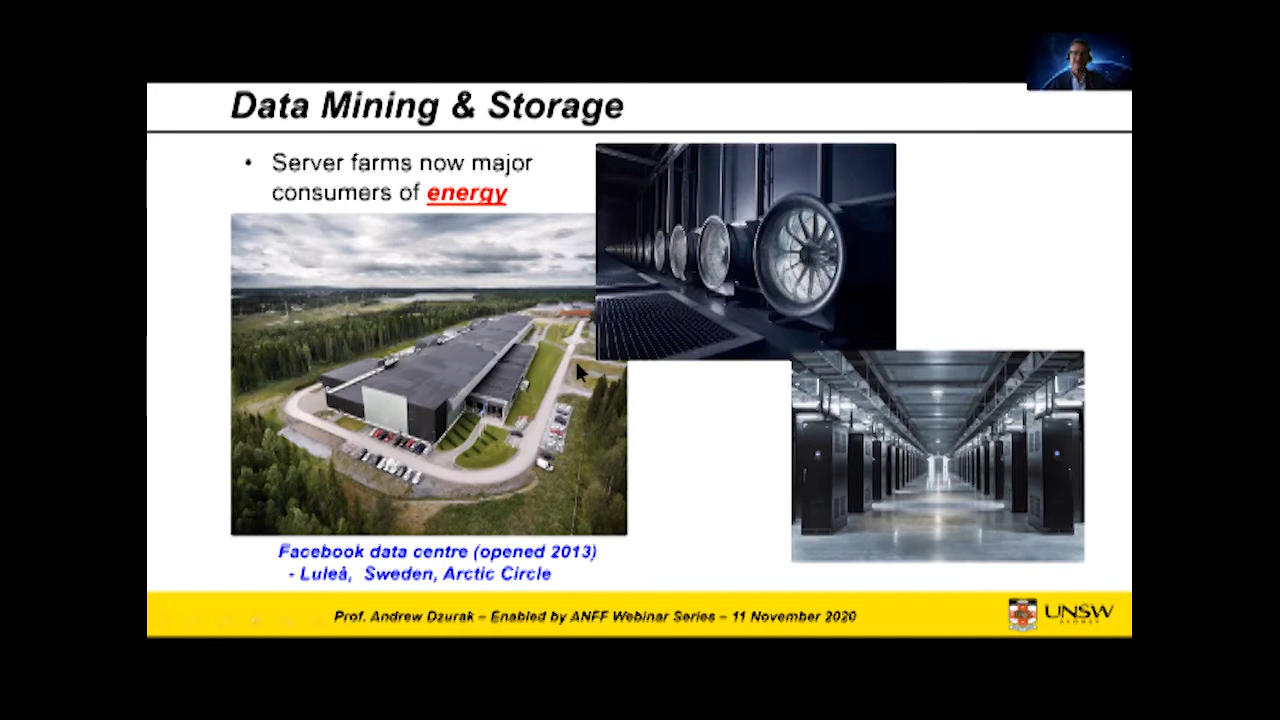 Data Mining & Storage
• Server farms now major
consumers of energy
Facebook data centre (opened 2013)
- Luleå, Sweden, Arctic Circle
Prof. Andrew Dzurak – Enabled by ANFF Webinar Series – 11 November 2020
UNSW
SYDNEY